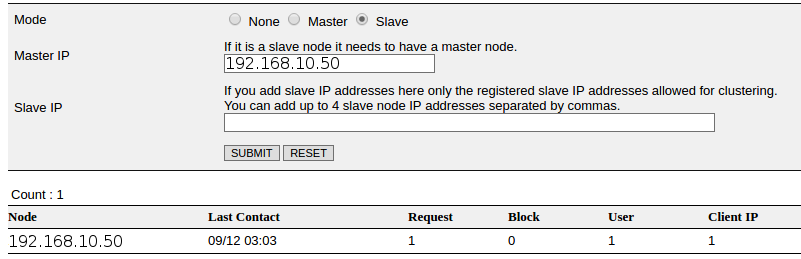 Mode None Master Slave
If it is a slave node it needs to have a master node.
Master IP 192.168.10.50
If you add slave IP addresses here only the registered slave IP addresses allowed for clustering.
Slave IP You can add up to 4 slave node IP addresses separated by commas.
SUBMIT RESET
Count : 1
Node Last Contact Request Block User Client IP
192.168.10.50 09/12 03:03 1 0 1 1